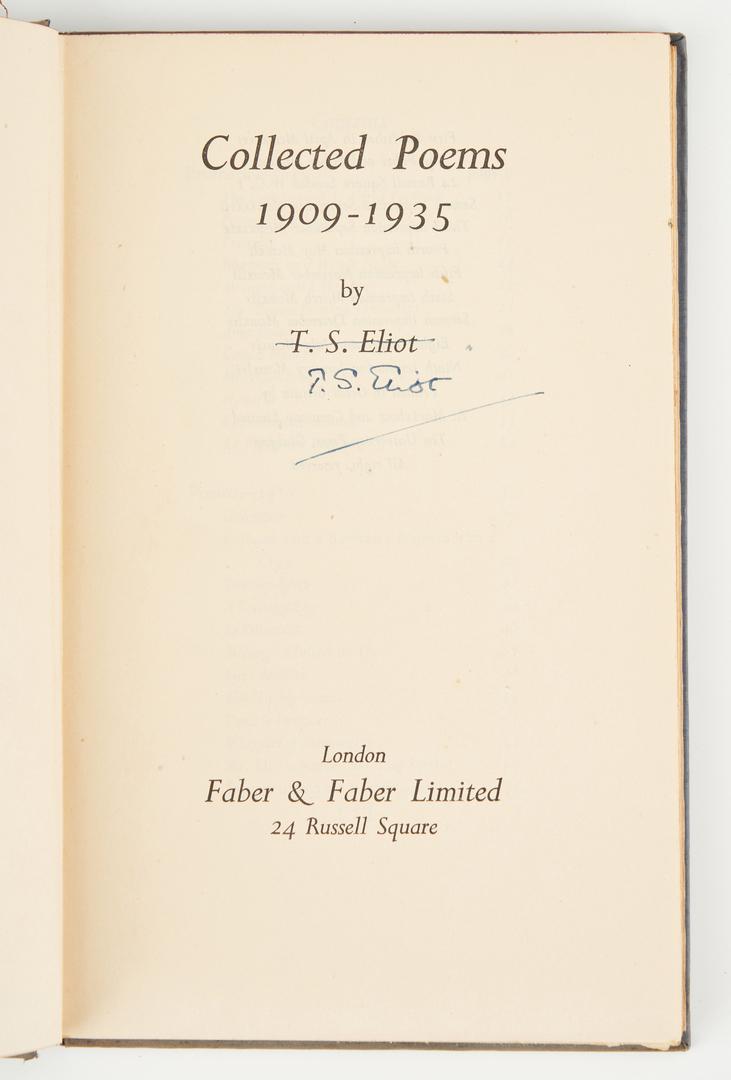 Collected Poems
1909-1935
by
T. S. Eliot
T. S. Eliot
London
Faber & Faber Limited
24 Russell Square